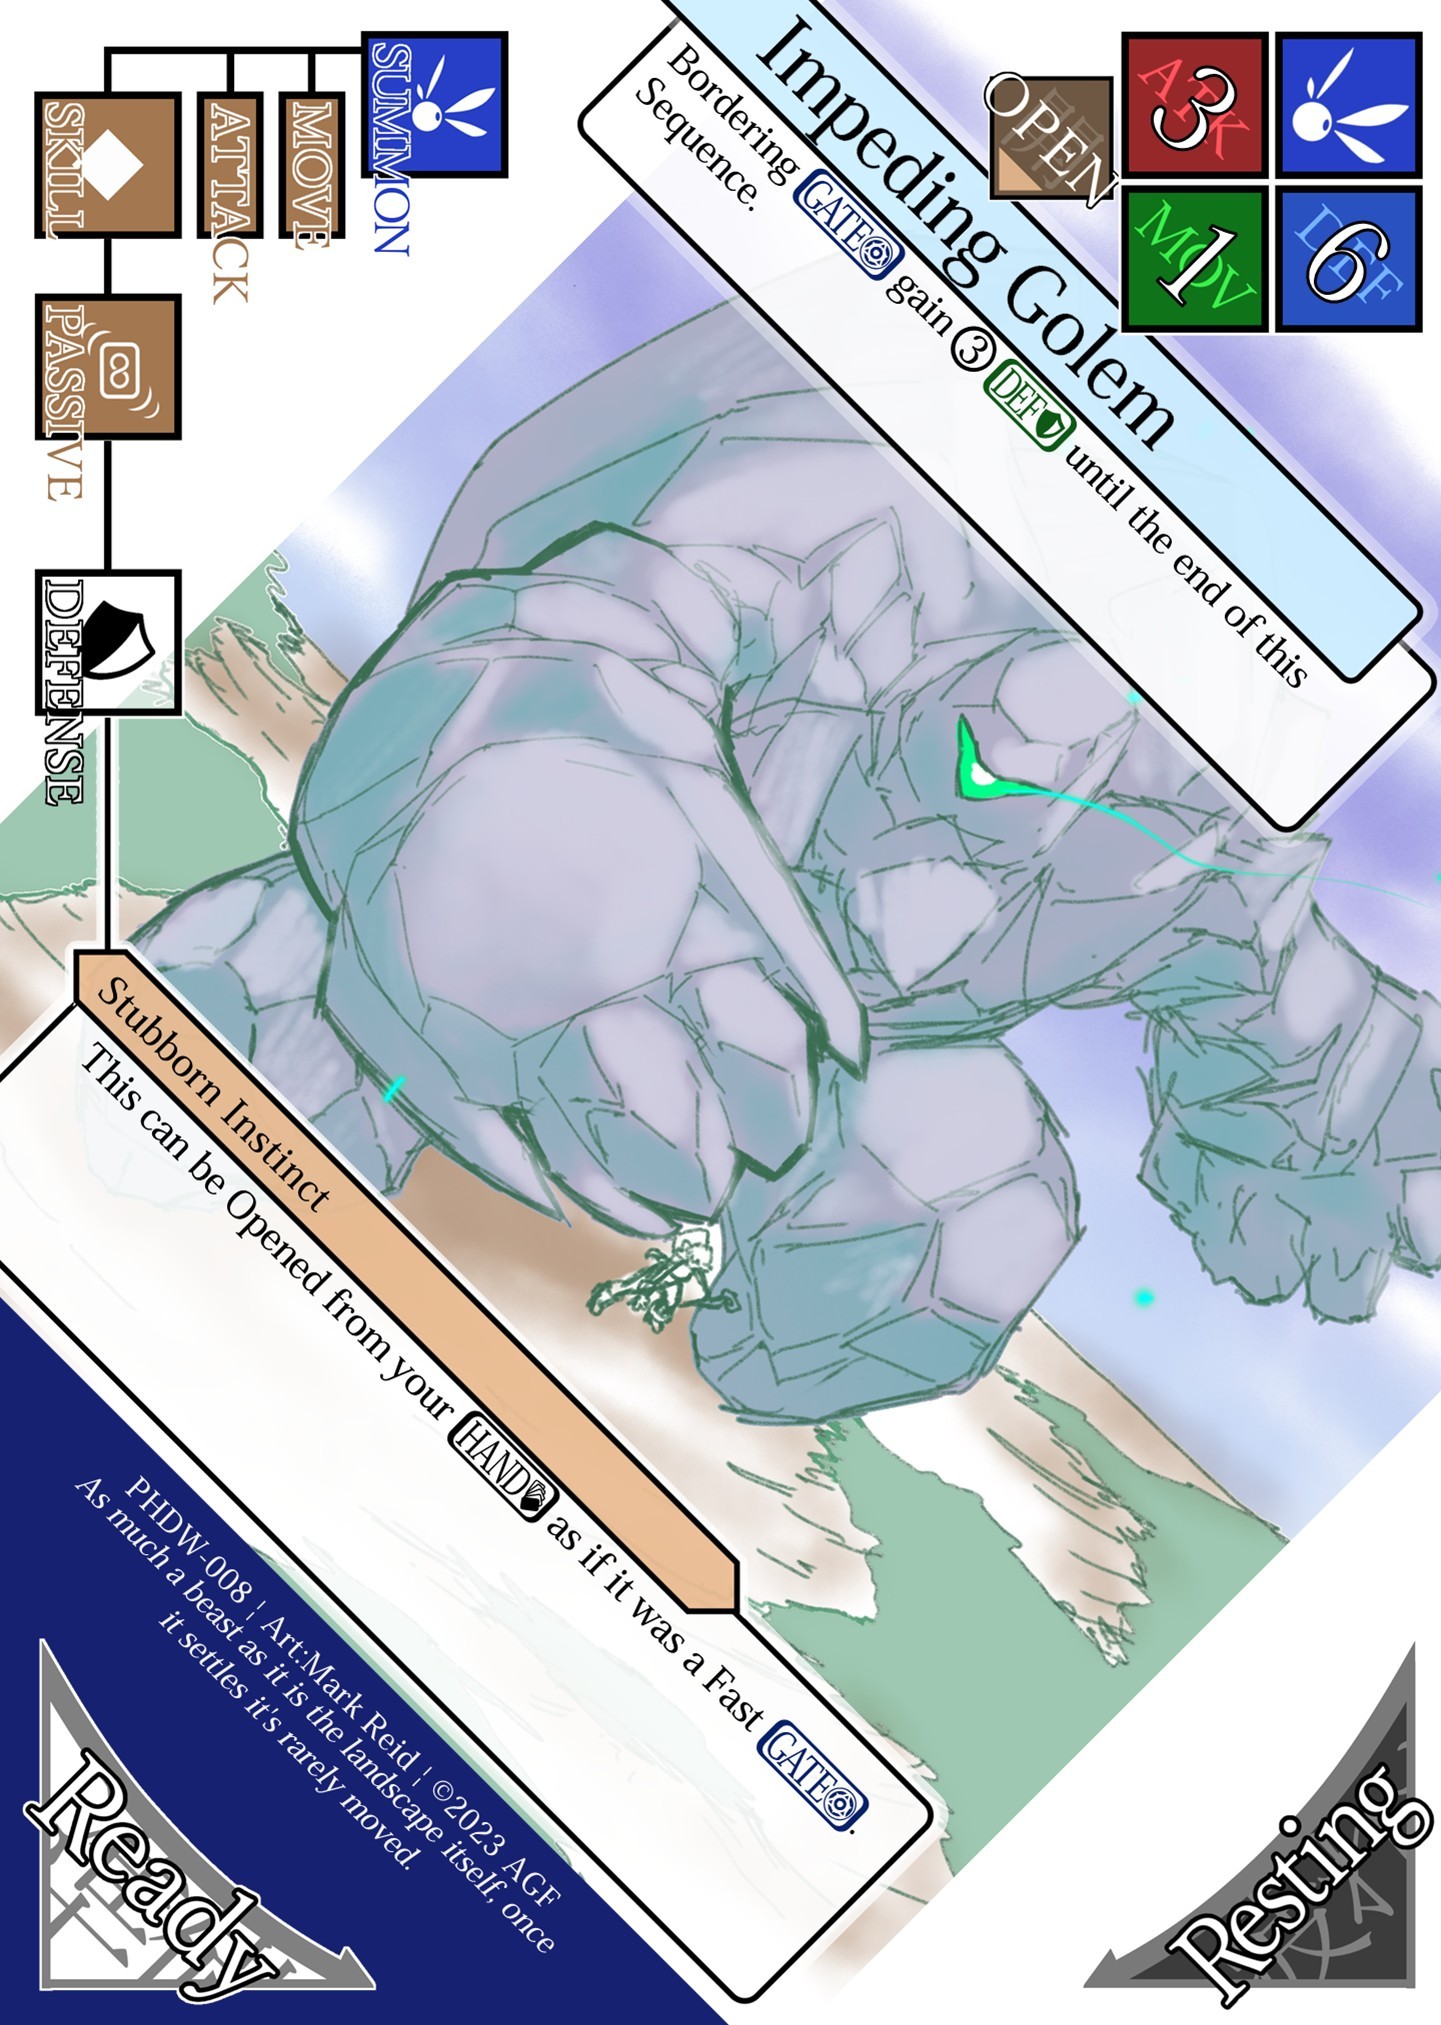 Impeding Golem
Bordering GATE gain 3 DEF until the end of this
Sequence.
OPEN
ATK 3
MOV 1
DEF 6
SUMMON
MOVE
ATTACK
SKILL
PASSIVE
DEFENSE
Stubborn Instinct
This can be Opened from your HAND as if it was a Fast GATE.
PHDW-008 ¦ Art:Mark Reid ¦ ©2023 AGF
As much a beast as it is the landscape itself, once
it settles it's rarely moved.
Ready
Resting